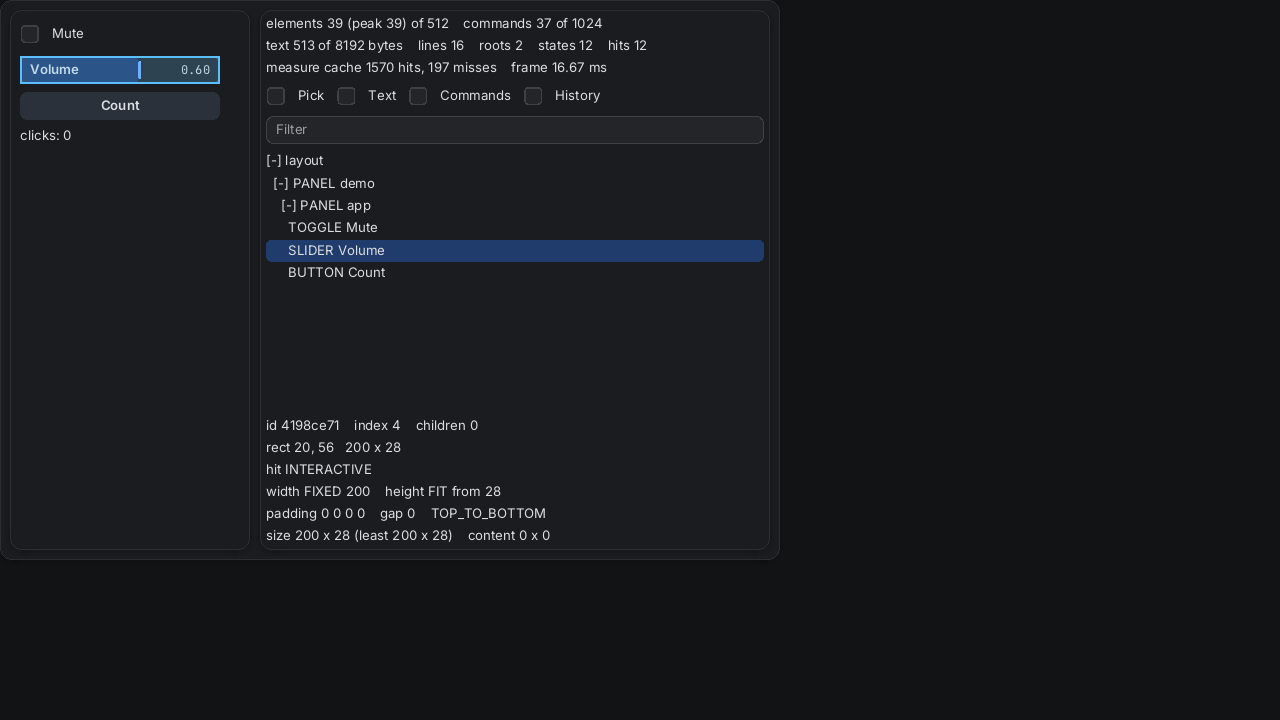 Mute
Volume 0.60
Count
clicks: 0
elements 39 (peak 39) of 512 commands 37 of 1024
text 513 of 8192 bytes lines 16 roots 2 states 12 hits 12
measure cache 1570 hits, 197 misses frame 16.67 ms
Pick Text Commands History
Filter
[-] layout
[-] PANEL demo
[-] PANEL app
TOGGLE Mute
SLIDER Volume
BUTTON Count
id 4198ce71 index 4 children 0
rect 20, 56 200 x 28
hit INTERACTIVE
width FIXED 200 height FIT from 28
padding 0 0 0 0 gap 0 TOP_TO_BOTTOM
size 200 x 28 (least 200 x 28) content 0 x 0